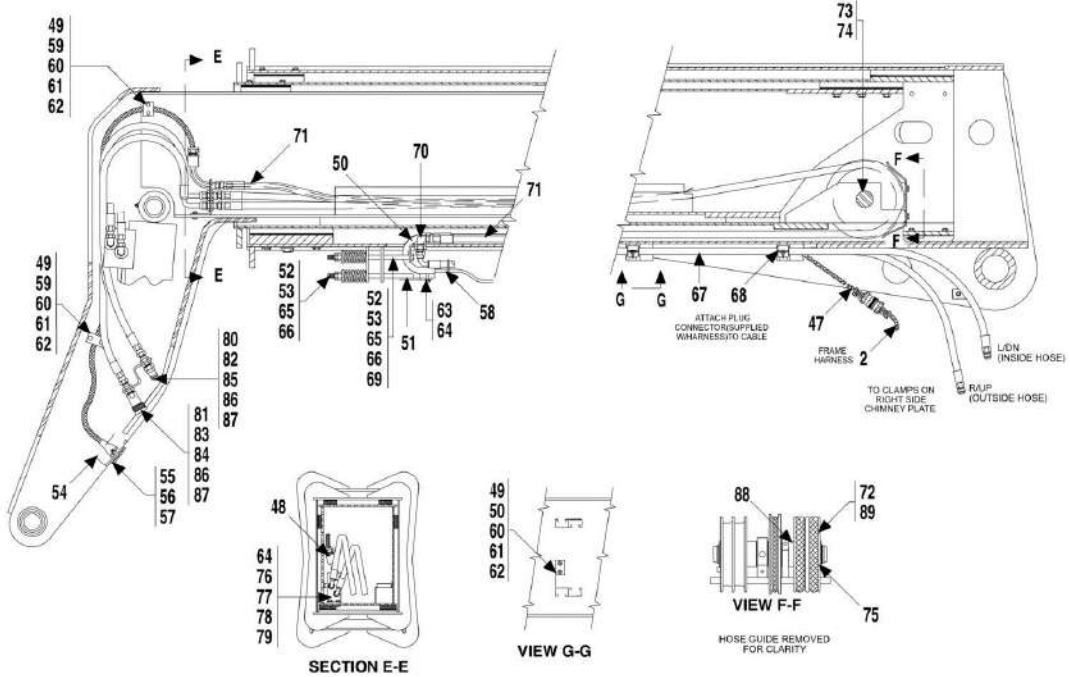 73
74
49
59
60
61
62
E
71
50
70
71
F
F
E
49
59
60
61
62
52
53
65
66
52
53
65
66
69
51
63
64
58
G
G
67
68
ATTACH PLUG
CONNECTOR(SUPPLIED
W/HARNESS)TO CABLE
47
FRAME
HARNESS
2
L/DN
(INSIDE HOSE)
TO CLAMPS ON
RIGHT SIDE
CHIMNEY PLATE
R/UP
(OUTSIDE HOSE)
80
82
85
86
87
81
83
84
86
87
54
55
56
57
48
64
76
77
78
79
SECTION E-E
49
50
60
61
62
VIEW G-G
88
72
89
75
VIEW F-F
HOSE GUIDE REMOVED
FOR CLARITY